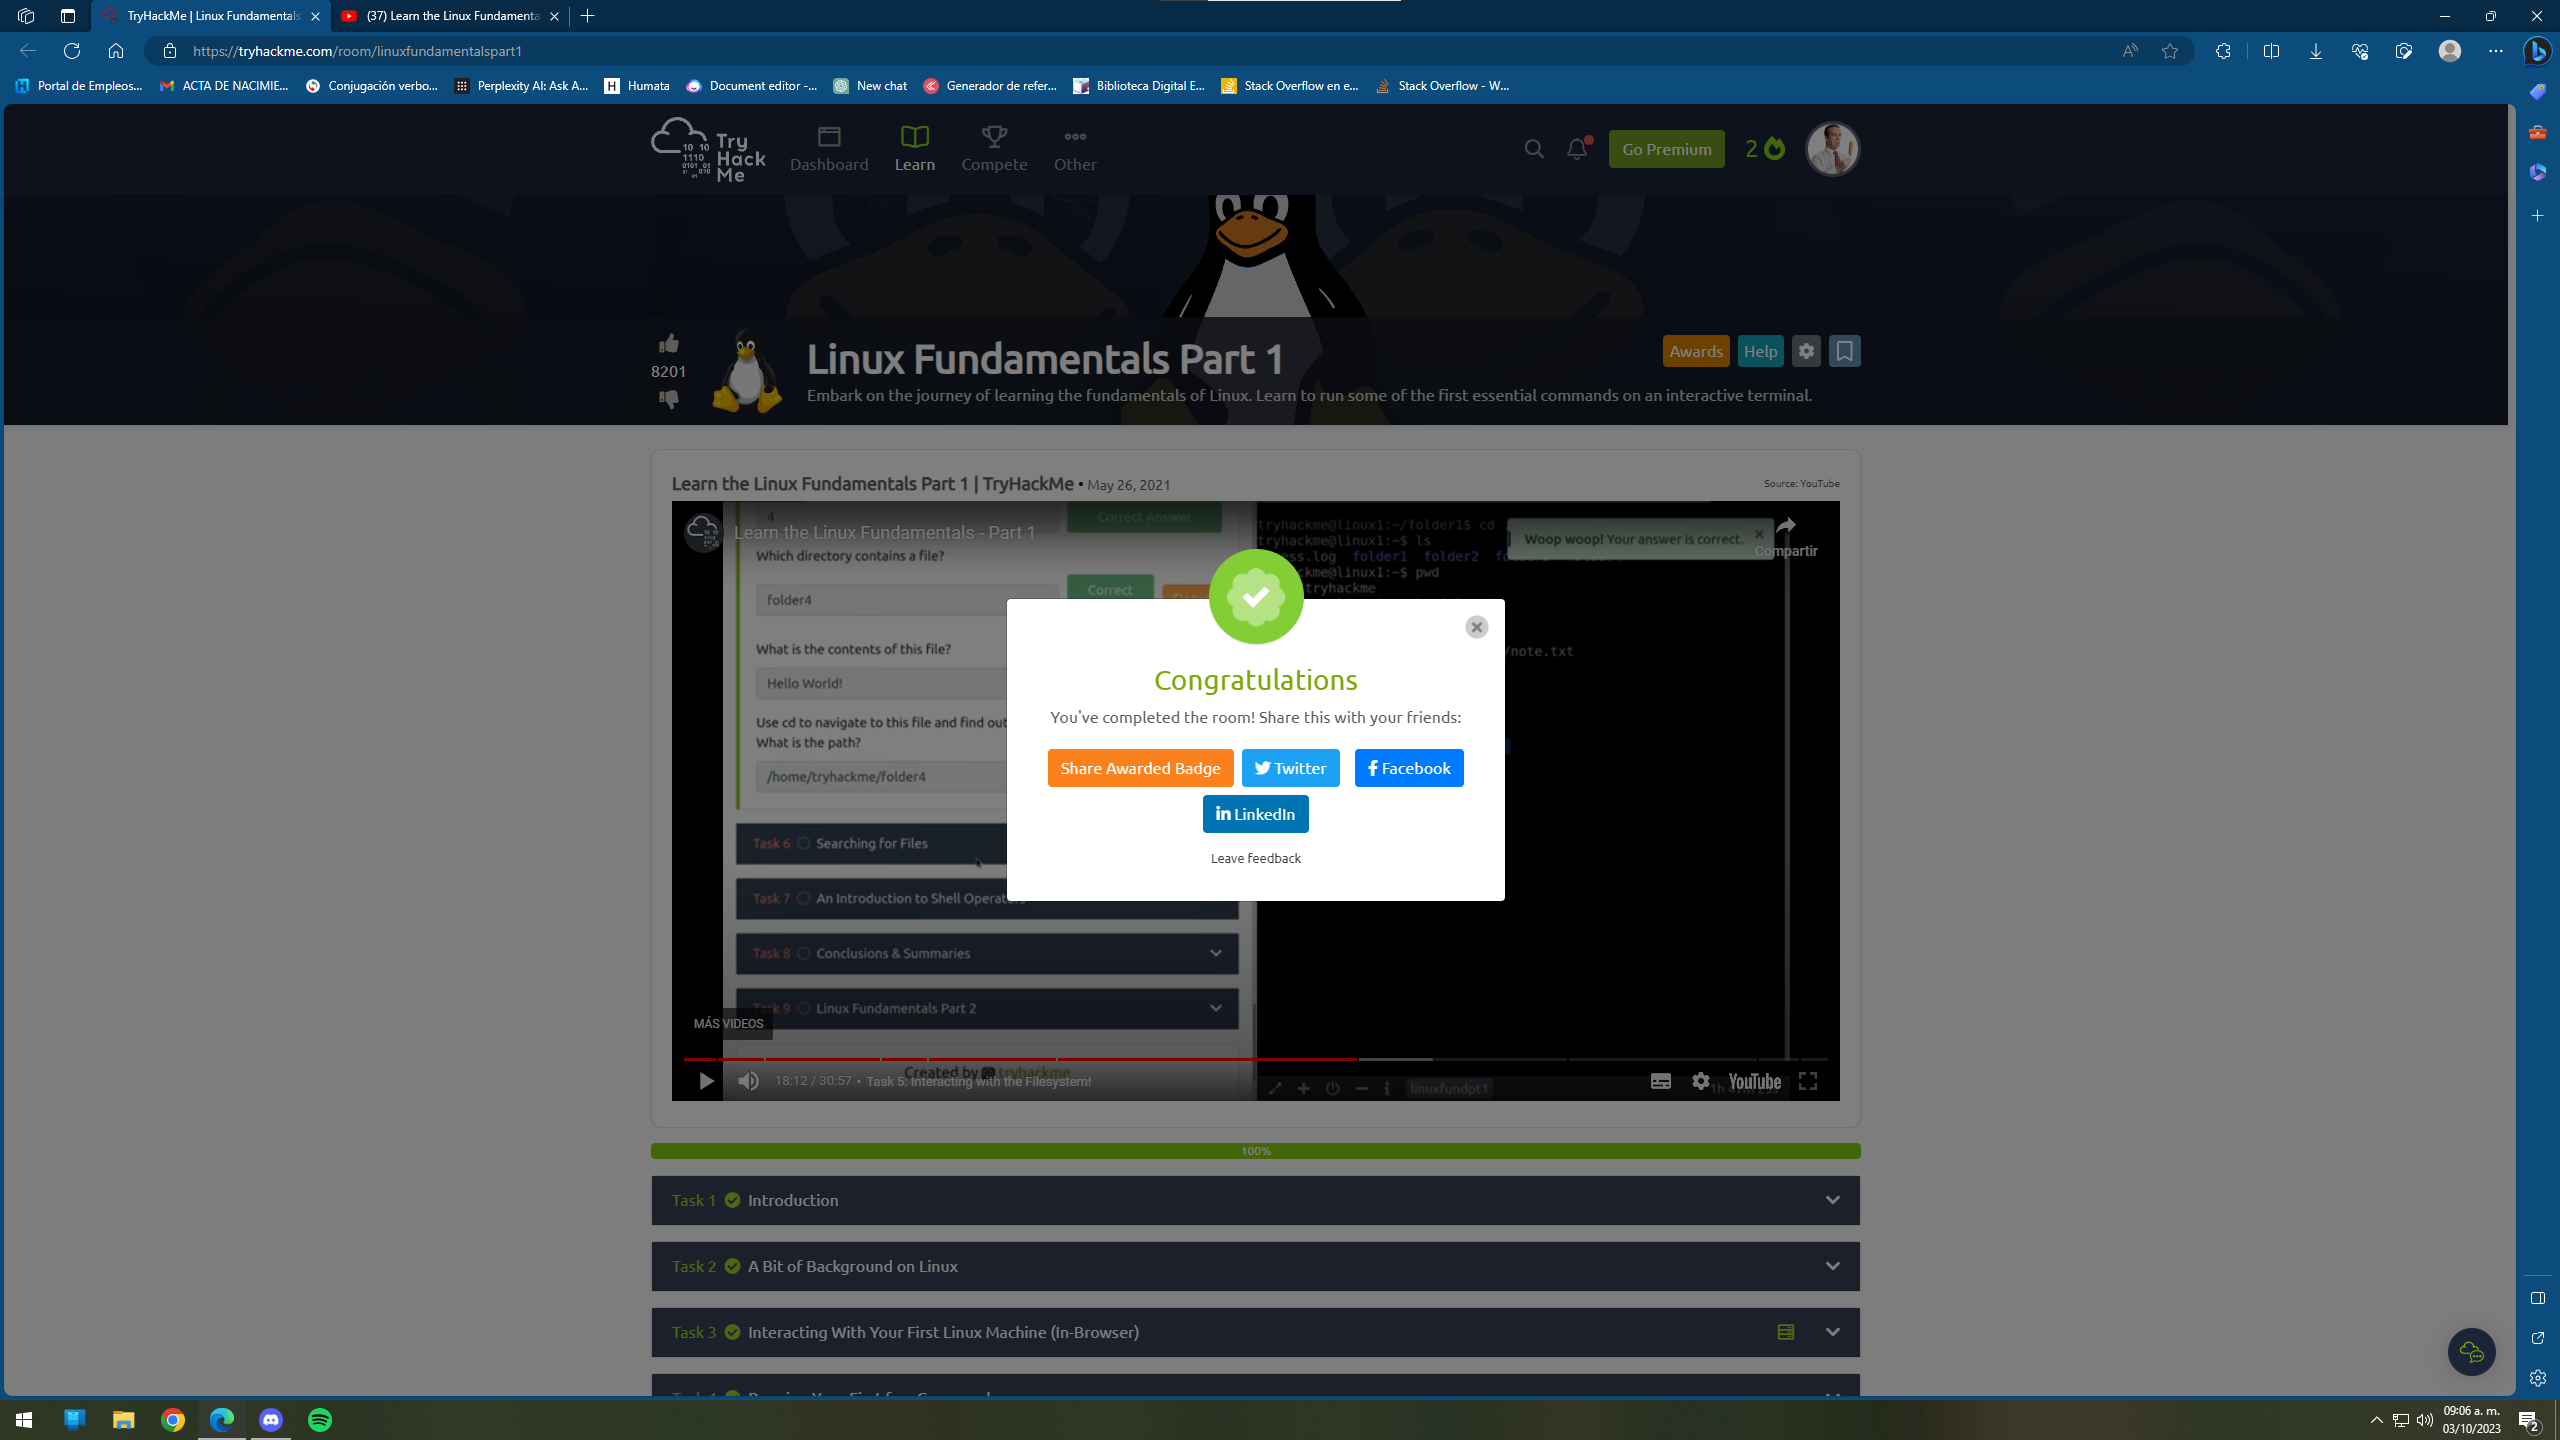 TryHackMe | Linux Fundamentals
(37) Learn the Linux Fundamenta
https://tryhackme.com/room/linuxfundamentalspart1
Portal de Empleos...
ACTA DE NACIMIE...
Conjugación verbo...
Perplexity AI: Ask A...
Humata
Document editor -...
New chat
Generador de refer...
Biblioteca Digital E...
Stack Overflow en e...
Stack Overflow - W...
Try Hack Me
Dashboard
Learn
Compete
Other
Go Premium
2
8201
Linux Fundamentals Part 1
Awards
Help
Embark on the journey of learning the fundamentals of Linux. Learn to run some of the first essential commands on an interactive terminal.
Learn the Linux Fundamentals Part 1 | TryHackMe • May 26, 2021
Source: YouTube
4
Correct Answer
Learn the Linux Fundamentals - Part 1
Which directory contains a file?
folder4
Correct
What is the contents of this file?
Hello World!
Use cd to navigate to this file and find out
What is the path?
/home/tryhackme/folder4
Task 6 Searching for Files
Task 7 An Introduction to Shell Operators
Task 8 Conclusions & Summaries
Task 9 Linux Fundamentals Part 2
MÁS VIDEOS
Created by tryhackme
18:12 / 30:57 • Task 5: Interacting with the Filesystem!
tryhackme@linux1:~/folder1$ cd
tryhackme@linux1:~$ ls
folder1 folder2
pwd
tryhackme
/note.txt
Woop woop! Your answer is correct.
Compartir
linuxfundpt1
YouTube
Congratulations
You've completed the room! Share this with your friends:
Share Awarded Badge
Twitter
Facebook
LinkedIn
Leave feedback
100%
Task 1 Introduction
Task 2 A Bit of Background on Linux
Task 3 Interacting With Your First Linux Machine (In-Browser)
09:06 a. m.
03/10/2023
2